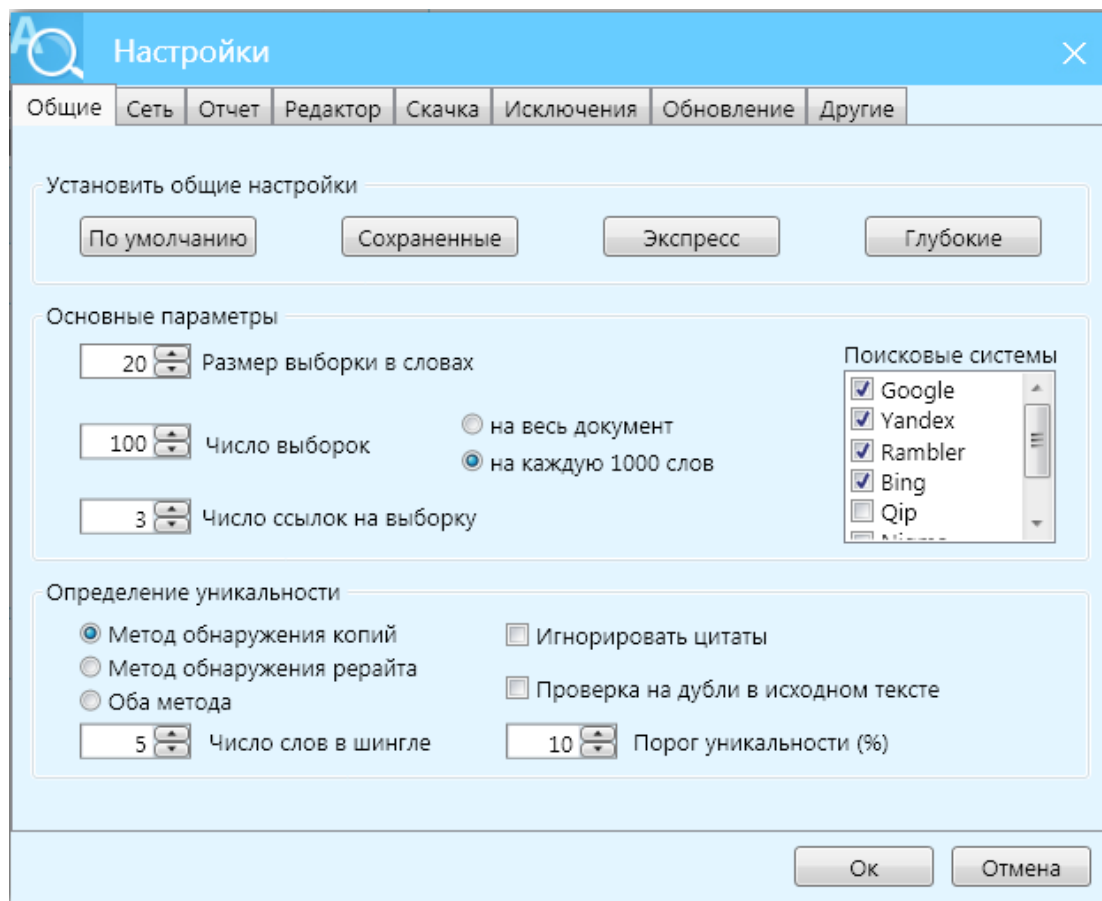 Настройки
Общие Сеть Отчет Редактор Скачка Исключения Обновление Другие
Установить общие настройки
По умолчанию Сохраненные Экспресс Глубокие
Основные параметры
20 Размер выборки в словах
Поисковые системы
Google
Yandex
Rambler
Bing
Qip
100 Число выборок
на весь документ
на каждую 1000 слов
3 Число ссылок на выборку
Определение уникальности
Метод обнаружения копий
Метод обнаружения рерайта
Оба метода
5 Число слов в шингле
Игнорировать цитаты
Проверка на дубли в исходном тексте
10 Порог уникальности (%)
Ок Отмена